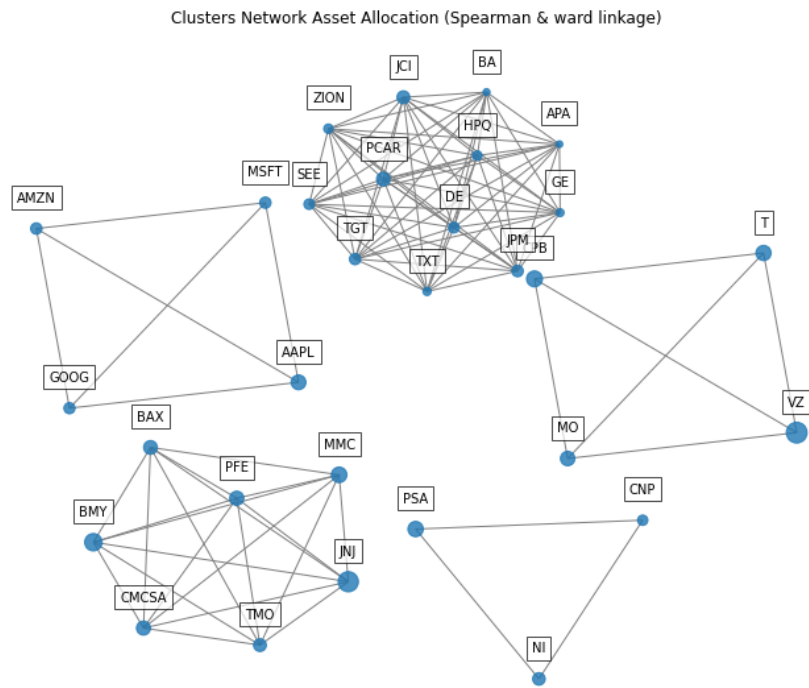 Clusters Network Asset Allocation (Spearman & ward linkage)
BA
JCI
ZION
APA
HPQ
PCAR
MSFT
SEE
GE
AMZN
DE
TGT
T
JPM
PB
TXT
AAPL
GOOG
VZ
BAX
MO
MMC
PFE
CNP
PSA
BMY
JNJ
CMCSA
TMO
NI